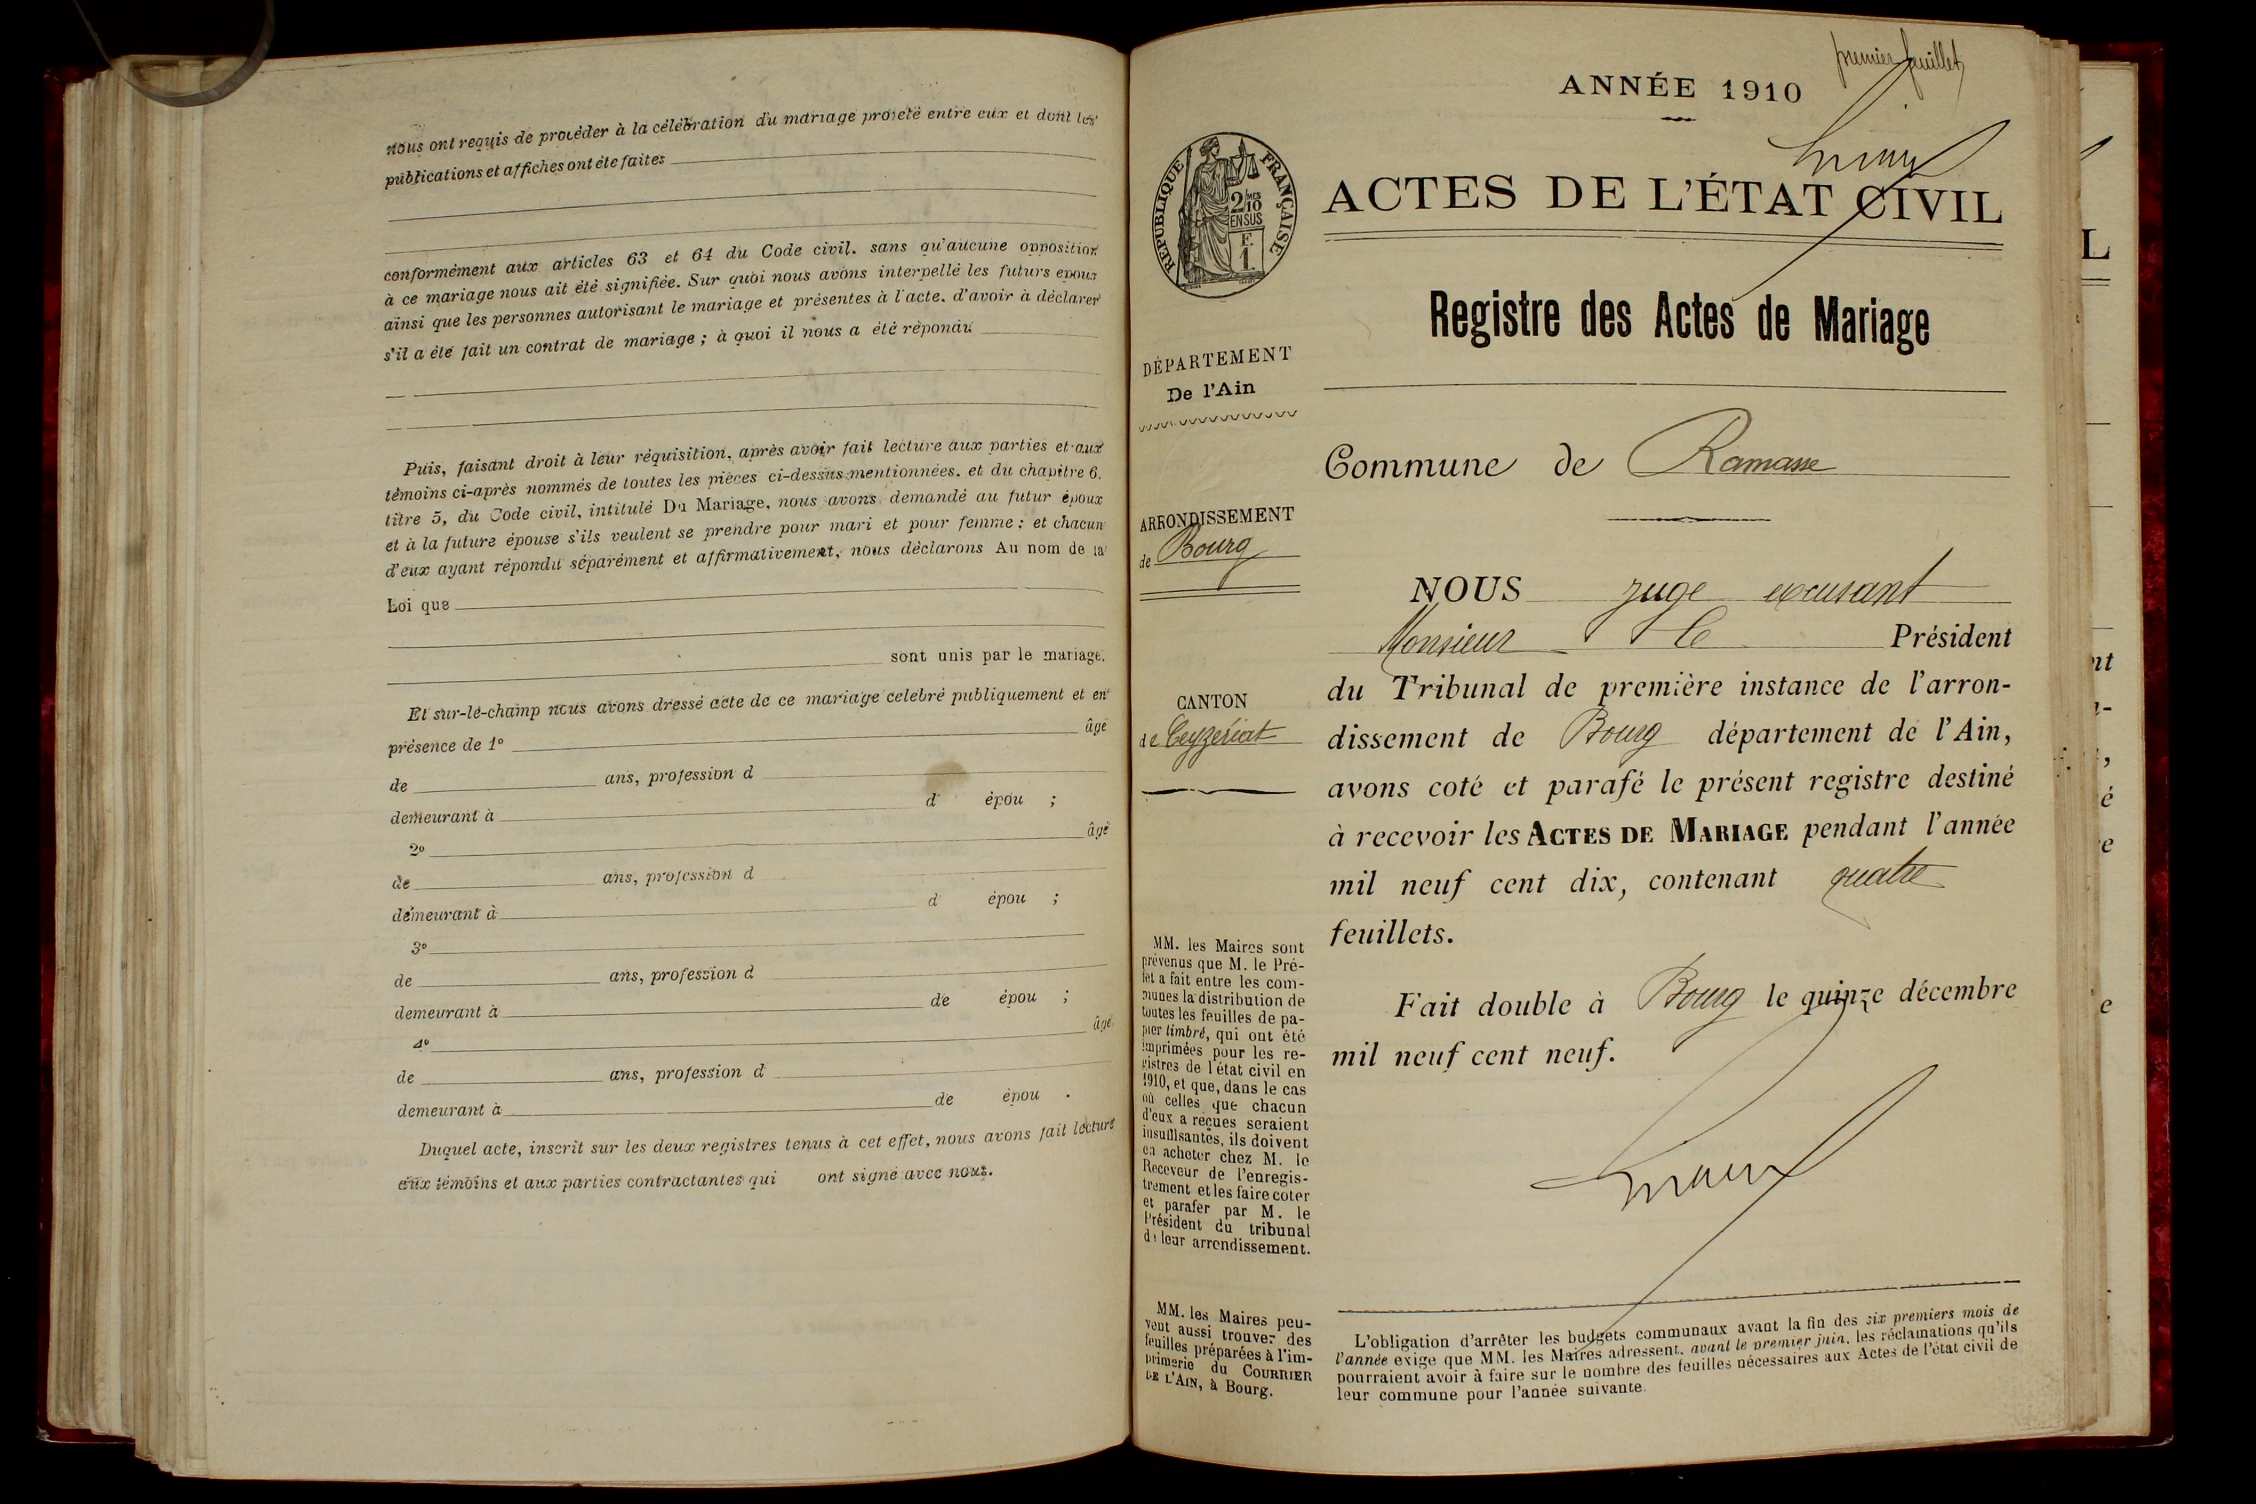 nous ont requis de procéder à la célébration du mariage projeté entre eux et dont les
publications et affiches ont été faites
conformément aux articles 63 et 64 du Code civil, sans qu'aucune opposition
à ce mariage nous ait été signifiée. Sur quoi nous avons interpellé les futurs époux
ainsi que les personnes autorisant le mariage et présentes à l'acte, d'avoir à déclarer
s'il a été fait un contrat de mariage ; à quoi il nous a été répondu
Puis, faisant droit à leur réquisition, après avoir fait lecture aux parties et aux
témoins ci-après nommés de toutes les pièces ci-dessus mentionnées, et du chapitre 6,
titre 5, du Code civil, intitulé Du Mariage, nous avons demandé au futur époux
et à la future épouse s'ils veulent se prendre pour mari et pour femme ; et chacun
d'eux ayant répondu séparément et affirmativement, nous déclarons Au nom de la
Loi que
sont unis par le mariage.
Et sur-le-champ nous avons dressé acte de ce mariage célébré publiquement et en
présence de 1° âgé
de ans, profession d
demeurant à d épou ;
2° âgé
de ans, profession d
demeurant à d épou ;
3°
de ans, profession d
demeurant à de épou ;
4° âgé
de ans, profession d
demeurant à de épou .
Duquel acte, inscrit sur les deux registres tenus à cet effet, nous avons fait lecture
aux témoins et aux parties contractantes qui ont signé avec nous.
premier feuillet
ANNÉE 1910
RÉPUBLIQUE FRANÇAISE
2/10 MES
EN SUS
F
1
ACTES DE L'ÉTAT CIVIL
Registre des Actes de Mariage
DÉPARTEMENT
De l'Ain
Commune de Ramasse
ARRONDISSEMENT
de Bourg
CANTON
de Ceyzériat
NOUS juge excusant
Monsieur le Président
du Tribunal de première instance de l'arron-
dissement de Bourg département de l'Ain,
avons coté et parafé le présent registre destiné
à recevoir les ACTES DE MARIAGE pendant l'année
mil neuf cent dix, contenant quatre
feuillets.
Fait double à Bourg le quinze décembre
mil neuf cent neuf.
MM. les Maires sont
prévenus que M. le Pré-
fet a fait entre les com-
munes la distribution de
toutes les feuilles de pa-
pier timbré, qui ont été
imprimées pour les re-
gistres de l'état civil en
1910, et que, dans le cas
où celles que chacun
d'eux a reçues seraient
insuffisantes, ils doivent
en acheter chez M. le
Receveur de l'enregis-
trement et les faire coter
et parafer par M. le
Président du tribunal
de leur arrondissement.
MM. les Maires peu-
vent aussi trouver des
feuilles préparées à l'im-
primerie du COURRIER
DE L'AIN, à Bourg.
L'obligation d'arrêter les budgets communaux avant la fin des six premiers mois de
l'année exige que MM. les Maires adressent, avant le premier juin, les réclamations qu'ils
pourraient avoir à faire sur le nombre des feuilles nécessaires aux Actes de l'état civil de
leur commune pour l'année suivante.